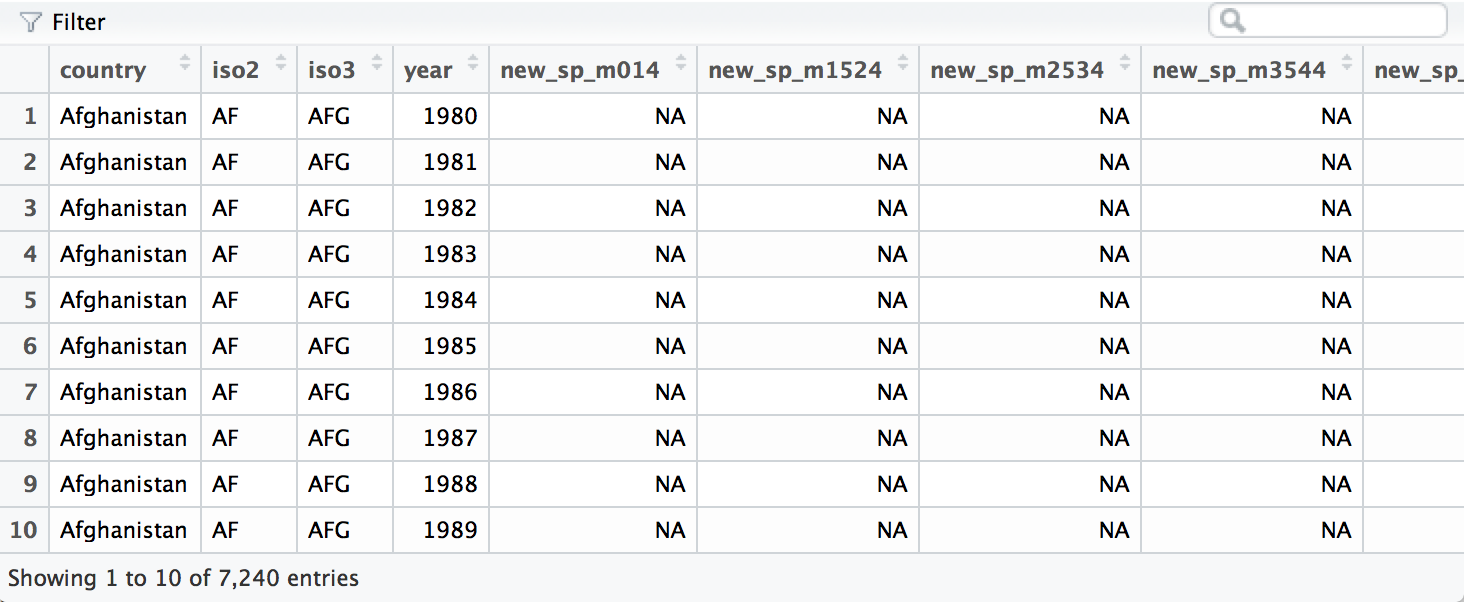 Filter
country iso2 iso3 year new_sp_m014 new_sp_m1524 new_sp_m2534 new_sp_m3544 new_sp_
1 Afghanistan AF AFG 1980 NA NA NA NA
2 Afghanistan AF AFG 1981 NA NA NA NA
3 Afghanistan AF AFG 1982 NA NA NA NA
4 Afghanistan AF AFG 1983 NA NA NA NA
5 Afghanistan AF AFG 1984 NA NA NA NA
6 Afghanistan AF AFG 1985 NA NA NA NA
7 Afghanistan AF AFG 1986 NA NA NA NA
8 Afghanistan AF AFG 1987 NA NA NA NA
9 Afghanistan AF AFG 1988 NA NA NA NA
10 Afghanistan AF AFG 1989 NA NA NA NA
Showing 1 to 10 of 7,240 entries